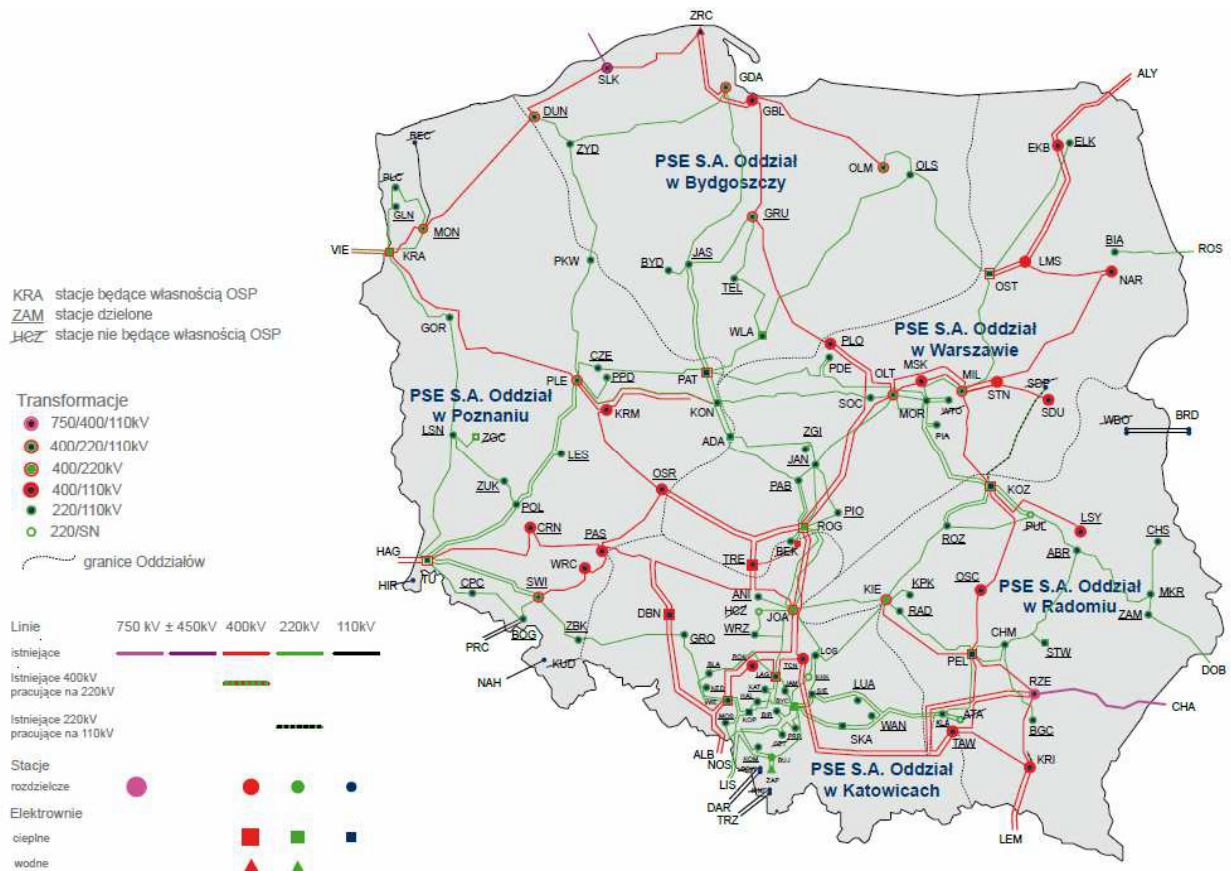 ZRC
SLK
GDA
GBL
ALY
DUN
ZYD
REC
PSE S.A. Oddział
w Bydgoszczy
OLM
OLS
EKB
ELK
PLC
GLN
MON
GRU
VIE
KRA
PKW
BYD
JAS
TEL
BIA
ROS
LMS
OST
NAR
KRA stacje będące własnością OSP
ZAM stacje dzielone
HCZ stacje nie będące własnością OSP
GOR
WLA
PSE S.A. Oddział
w Warszawie
PLO
CZE
PLE
PPD
PAT
PDE
OLT
MSK
MIL
STN
SDU
PSE S.A. Oddział
w Poznaniu
KRM
KON
SOC
MOR
WTO
PIA
WBO
BRD
Transformacje
750/400/110kV
400/220/110kV
400/220kV
400/110kV
220/110kV
220/SN
granice Oddziałów
LSN
ZGC
ADA
ZGI
JAN
LES
OSR
PAB
KOZ
ZUK
POL
PIO
PUL
LSY
CRN
PAS
ROG
ROZ
ABR
CHS
HAG
WRC
BEK
TRE
OSC
PSE S.A. Oddział
w Radomiu
HIR
CPC
SWI
ANI
KIE
KPK
MKR
DBN
HCZ
JOA
RAD
ZAM
Linie 750 kV ± 450kV 400kV 220kV 110kV
istniejące
BOG
ZBK
GRO
WRZ
CHM
PRC
PEL
STW
KUD
LOS
DOB
NAH
Istniejące 400kV
pracujące na 220kV
LAG
LUA
RZE
KOP
SKA
WAN
KLA
ATA
CHA
Istniejące 220kV
pracujące na 110kV
BGC
TAW
ALB
NOS
KRI
LIS
ZAP
PSE S.A. Oddział
w Katowicach
DAR
TRZ
LEM
Stacje
rozdzielcze
Elektrownie
cieplne
wodne